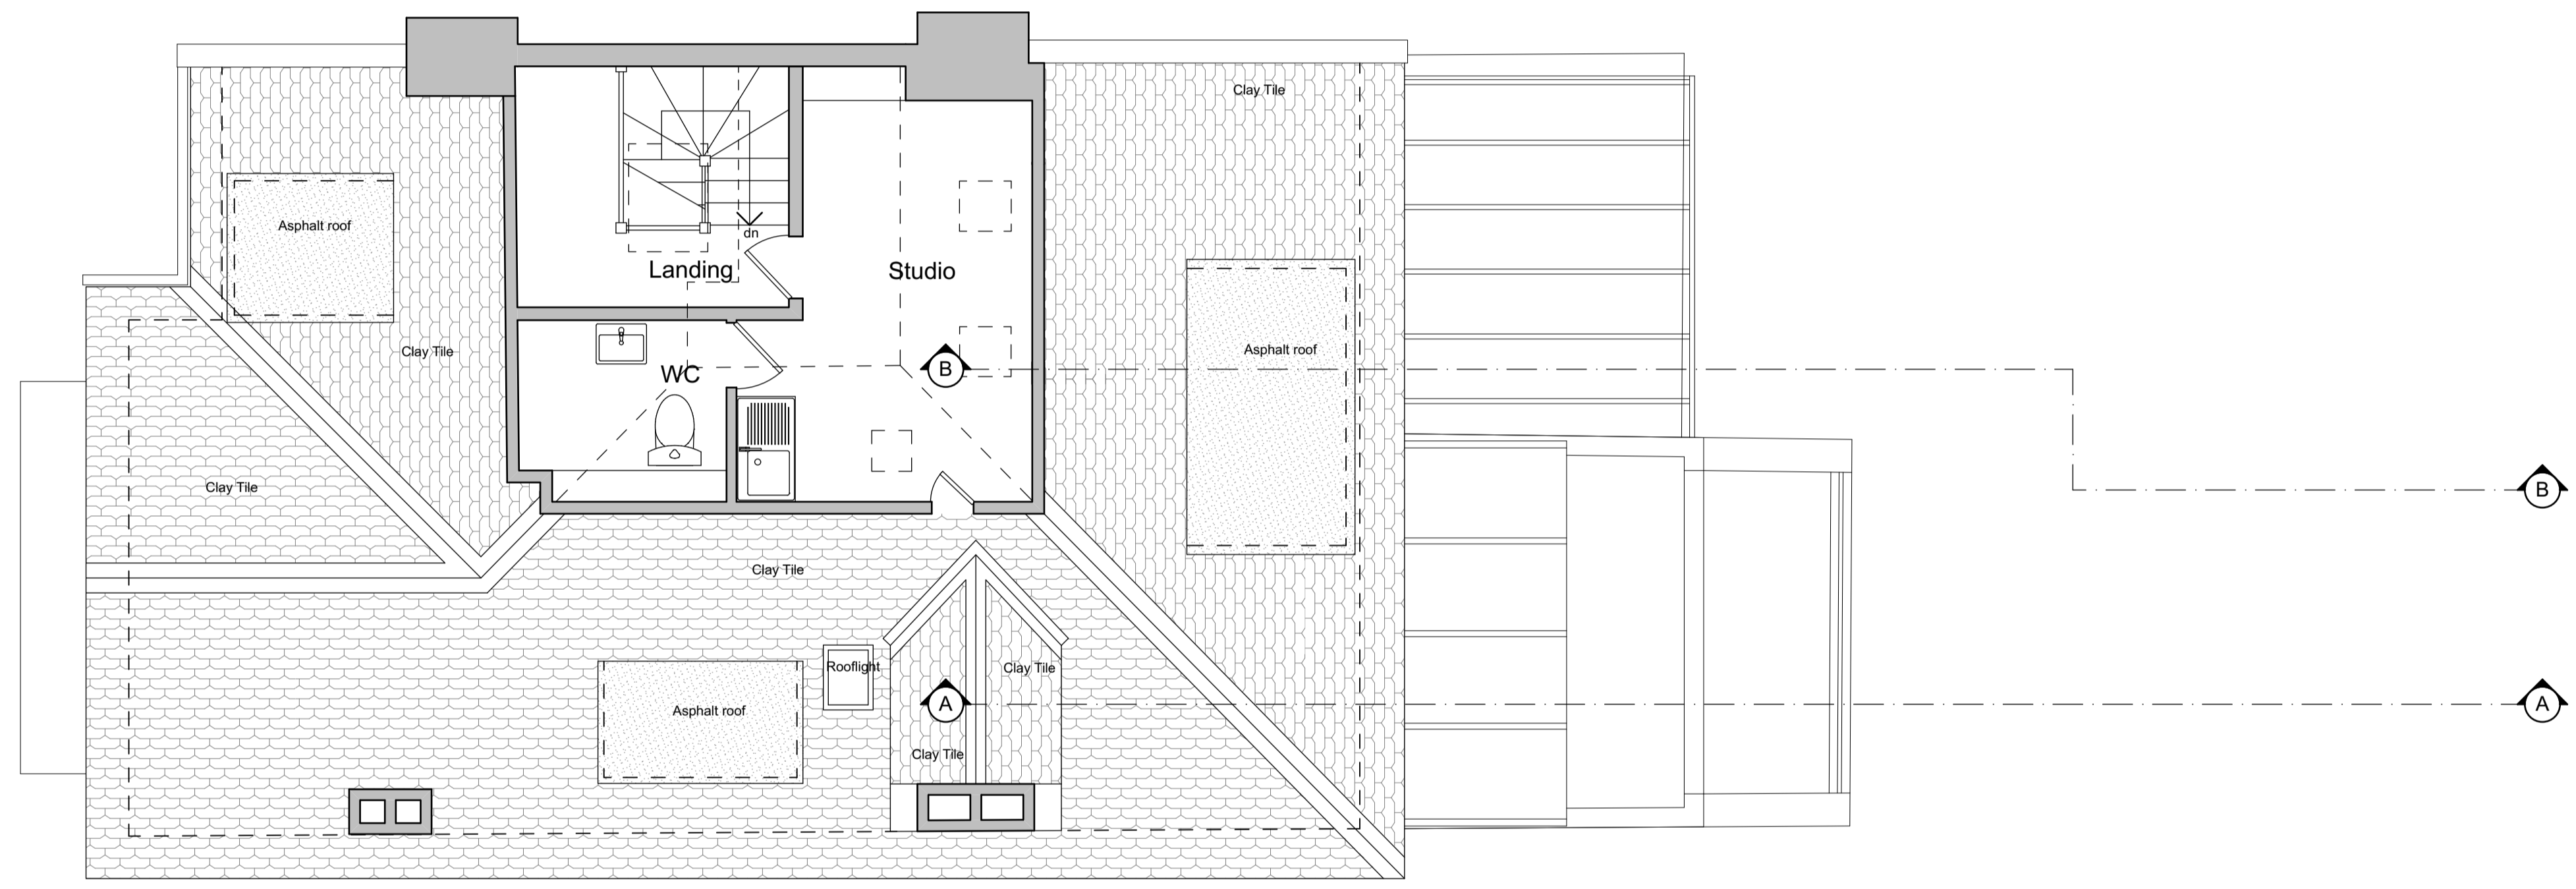 Clay Tile
Asphalt roof
dn
Landing
Studio
Clay Tile
Asphalt roof
WC
B
Clay Tile
B
Clay Tile
Rooflight
Clay Tile
Asphalt roof
A
A
Clay Tile